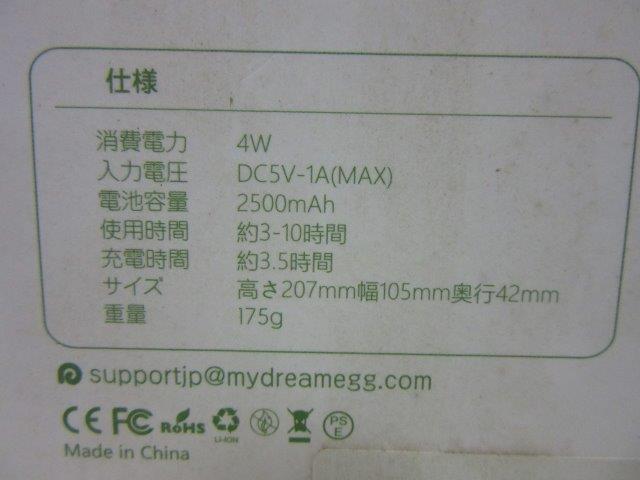 仕様
消費電力 4W
入力電圧 DC5V-1A(MAX)
電池容量 2500mAh
使用時間 約3-10時間
充電時間 約3.5時間
サイズ 高さ207mm幅105mm奥行42mm
重量 175g
supportjp@mydreamegg.com
CE FC RoHS LI-ION PSE
Made in China